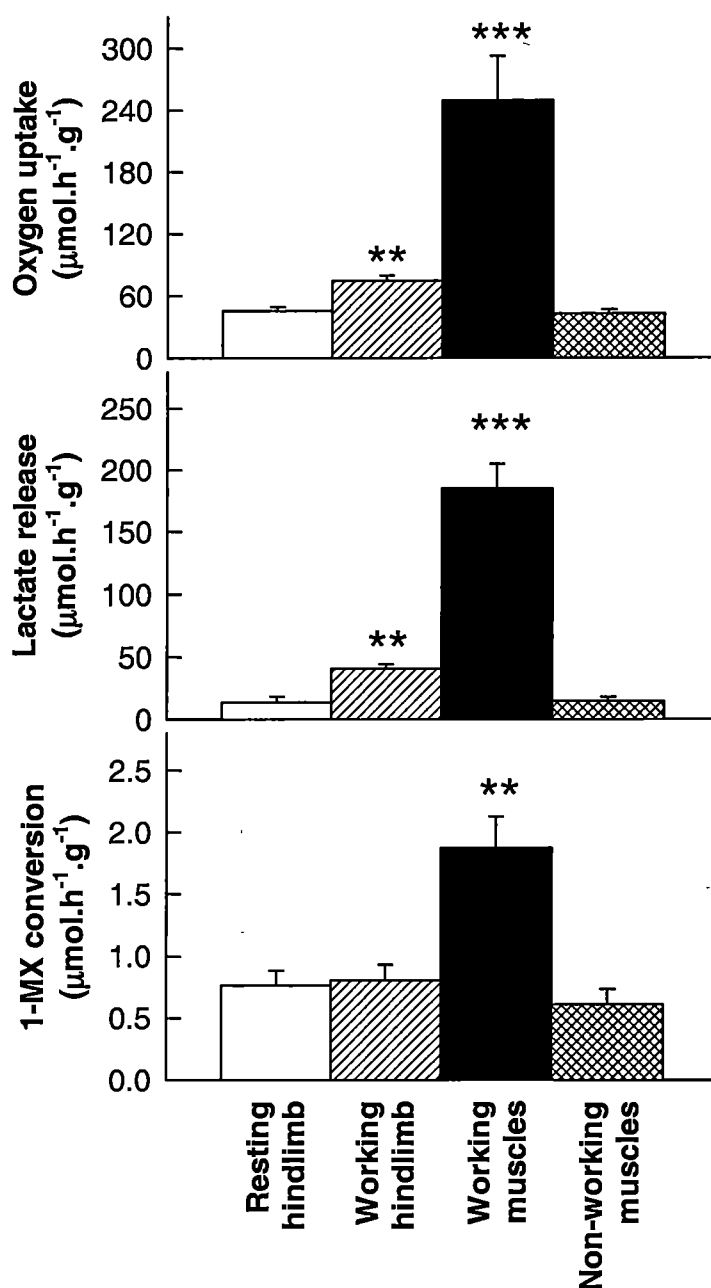 Oxygen uptake
(μmol.h⁻¹.g⁻¹)
300
240
180
120
60
0
**
***
Lactate release
(μmol.h⁻¹.g⁻¹)
250
200
150
100
50
0
**
***
1-MX conversion
(μmol.h⁻¹.g⁻¹)
2.5
2.0
1.5
1.0
0.5
0.0
**
Resting
hindlimb
Working
hindlimb
Working
muscles
Non-working
muscles